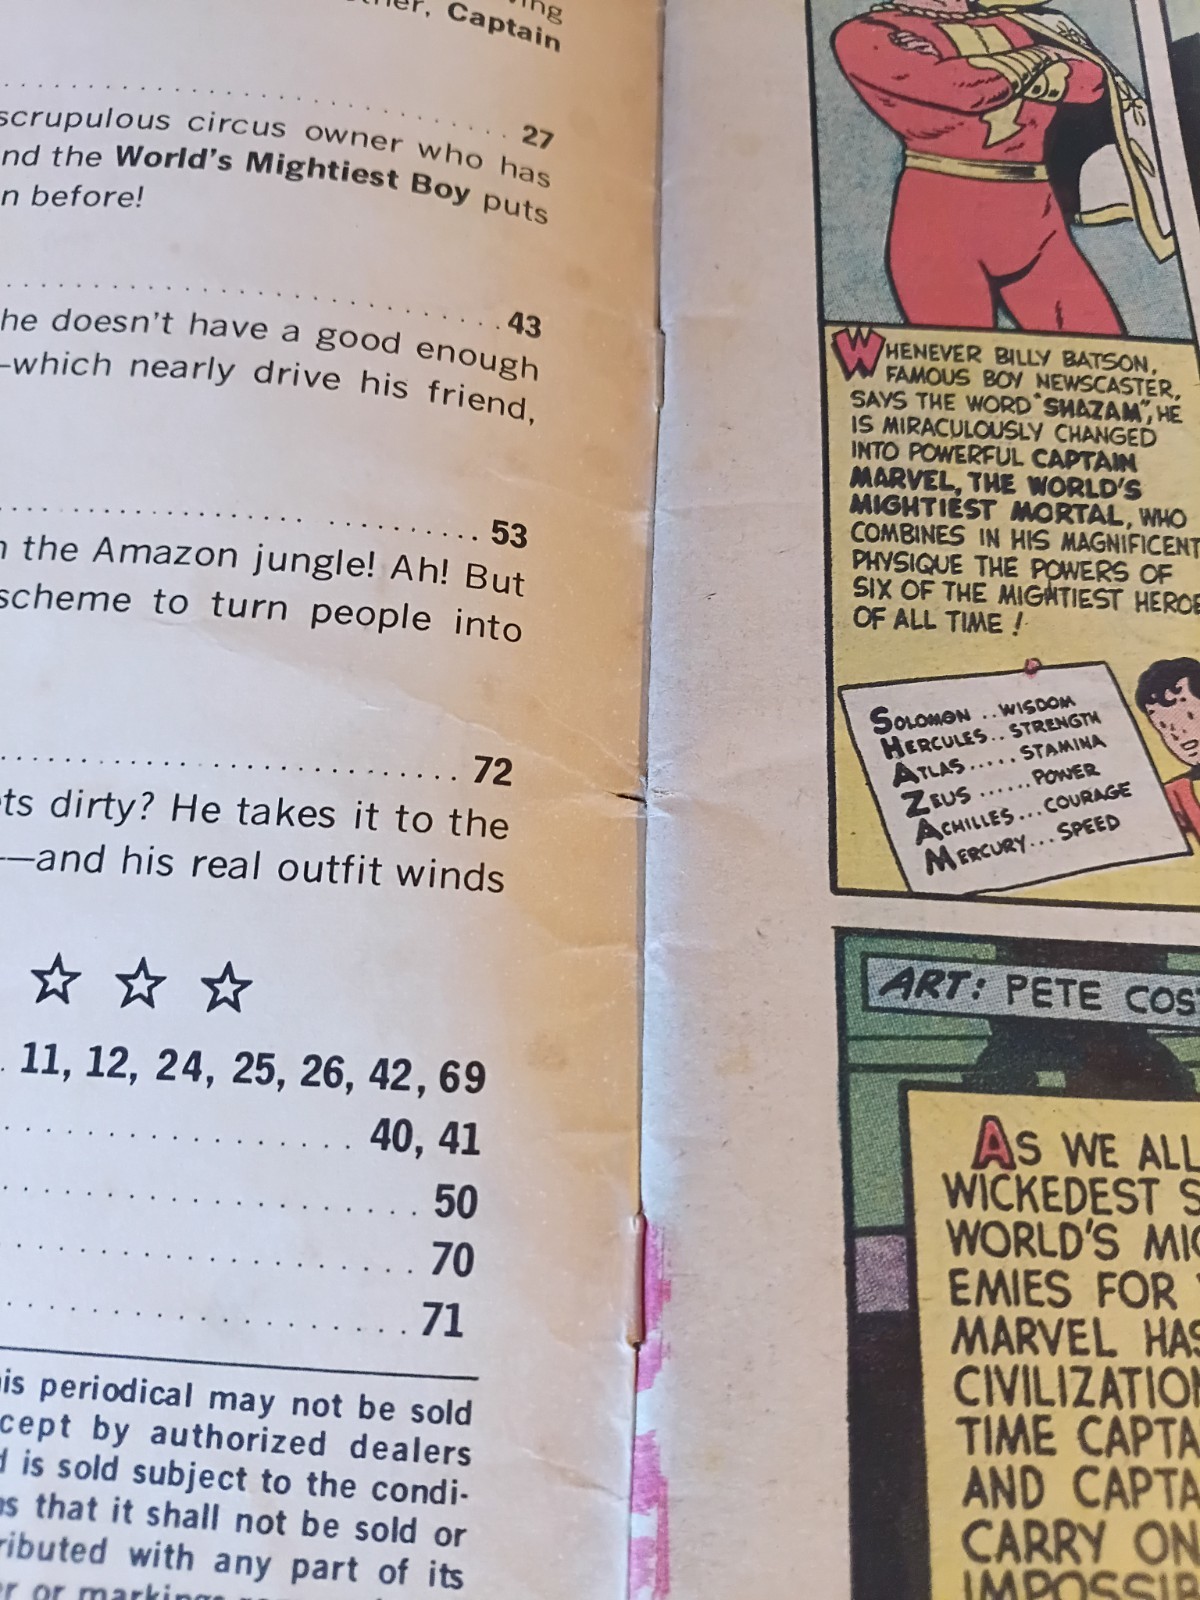 Captain
27
scrupulous circus owner who has
nd the World's Mightiest Boy puts
n before!
43
he doesn't have a good enough
—which nearly drive his friend,
53
n the Amazon jungle! Ah! But
scheme to turn people into
72
ts dirty? He takes it to the
—and his real outfit winds
☆ ☆ ☆
11, 12, 24, 25, 26, 42, 69
40, 41
50
70
71
is periodical may not be sold
cept by authorized dealers
d is sold subject to the condi-
s that it shall not be sold or
ributed with any part of its
or markings
WHENEVER BILLY BATSON,
FAMOUS BOY NEWSCASTER,
SAYS THE WORD "SHAZAM", HE
IS MIRACULOUSLY CHANGED
INTO POWERFUL CAPTAIN
MARVEL, THE WORLD'S
MIGHTIEST MORTAL, WHO
COMBINES IN HIS MAGNIFICENT
PHYSIQUE THE POWERS OF
SIX OF THE MIGHTIEST HEROE
OF ALL TIME!
SOLOMON .. WISDOM
HERCULES.. STRENGTH
ATLAS..... STAMINA
ZEUS ...... POWER
ACHILLES... COURAGE
MERCURY... SPEED
ART: PETE COS
AS WE ALL
WICKEDEST S
WORLD'S MIG
EMIES FOR
MARVEL HAS
CIVILIZATION
TIME CAPTA
AND CAPTA
CARRY ON
IMPOSSIB